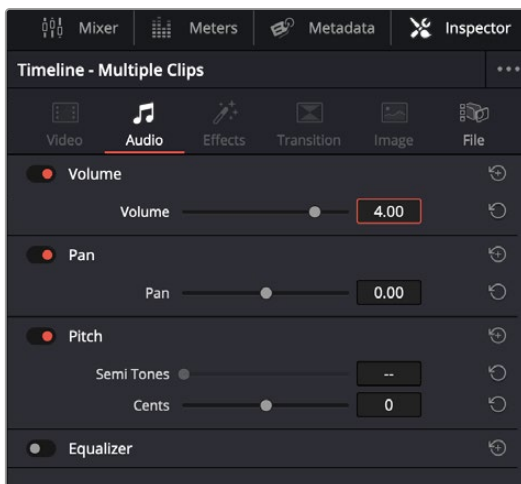 Mixer Meters Metadata Inspector
Timeline - Multiple Clips
Video Audio Effects Transition Image File
Volume
Volume 4.00
Pan
Pan 0.00
Pitch
Semi Tones --
Cents 0
Equalizer